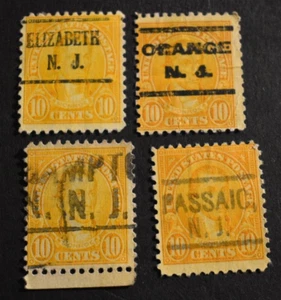 ELIZABETH
N. J.
10 10
CENTS
ORANGE
N. J.
10 10
CENTS
N. J.
10 10
CENTS
PASSAIC,
N. J.
10 10
CENTS